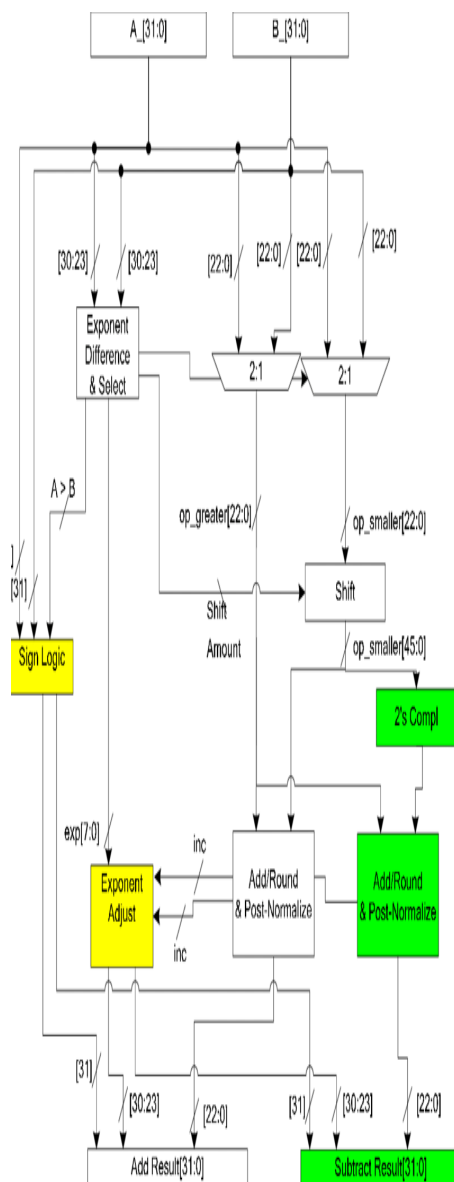 A_[31:0]
B_[31:0]
[30:23]
[30:23]
[22:0]
[22:0]
[22:0]
[22:0]
Exponent
Difference
& Select
2:1
2:1
A > B
op_greater[22:0]
op_smaller[22:0]
]
[31]
Shift
Shift
Amount
op_smaller[45:0]
Sign Logic
2's Compl
exp[7:0]
inc
Exponent
Adjust
inc
Add/Round
& Post-Normalize
Add/Round
& Post-Normalize
[31]
[30:23]
[22:0]
[31]
[30:23]
[22:0]
Add Result[31:0]
Subtract Result[31:0]